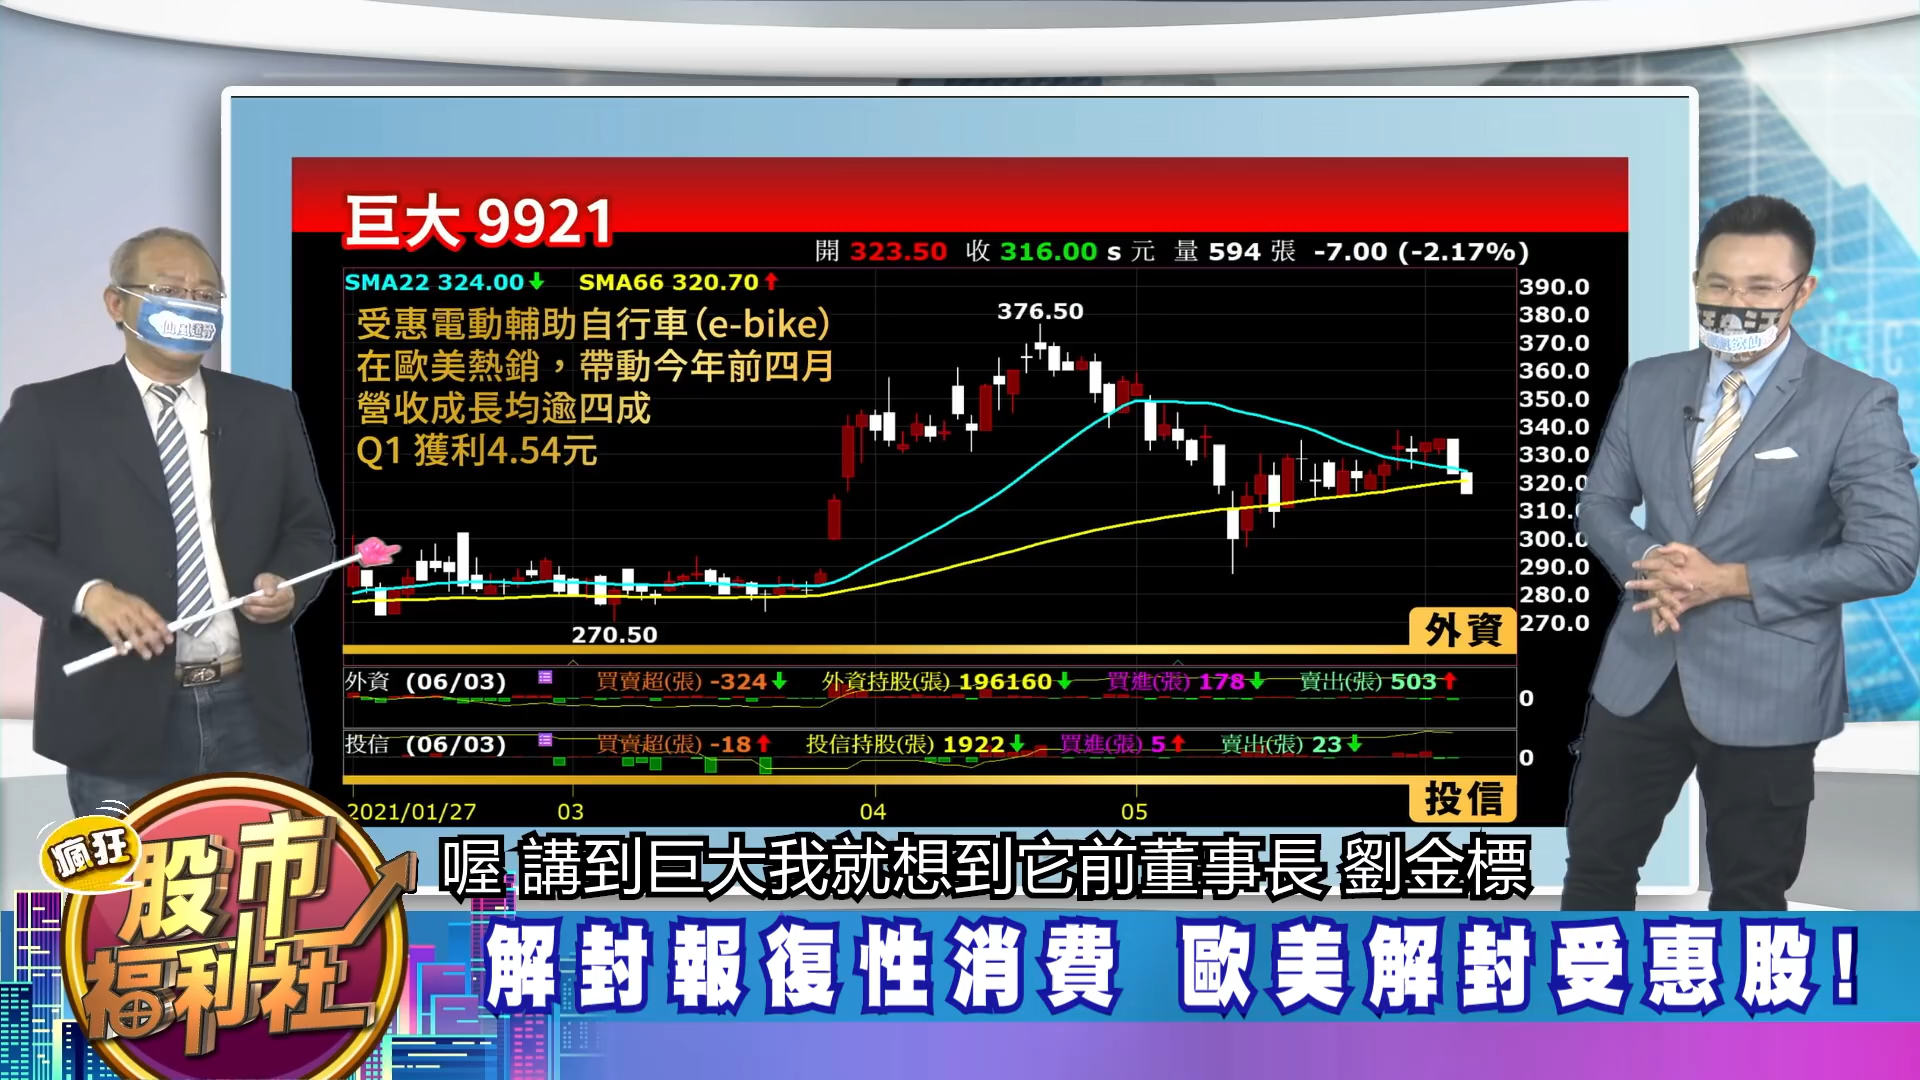 巨大 9921
開 323.50 收 316.00 s 元 量 594 張 -7.00 (-2.17%)
SMA22 324.00 SMA66 320.70
受惠電動輔助自行車(e-bike)
在歐美熱銷，帶動今年前四月
營收成長均逾四成
Q1 獲利4.54元
376.50
270.50
390.0
380.0
370.0
360.0
350.0
340.0
330.0
320.0
310.0
300.0
290.0
280.0
270.0
外資
外資 (06/03) 買賣超(張) -324 外資持股(張) 196160 買進(張) 178 賣出(張) 503
0
投信 (06/03) 買賣超(張) -18 投信持股(張) 1922 買進(張) 5 賣出(張) 23
0
投信
2021/01/27 03 04 05
喔 講到巨大我就想到它前董事長 劉金標
瘋狂
股市
福利社
解封報復性消費 歐美解封受惠股!